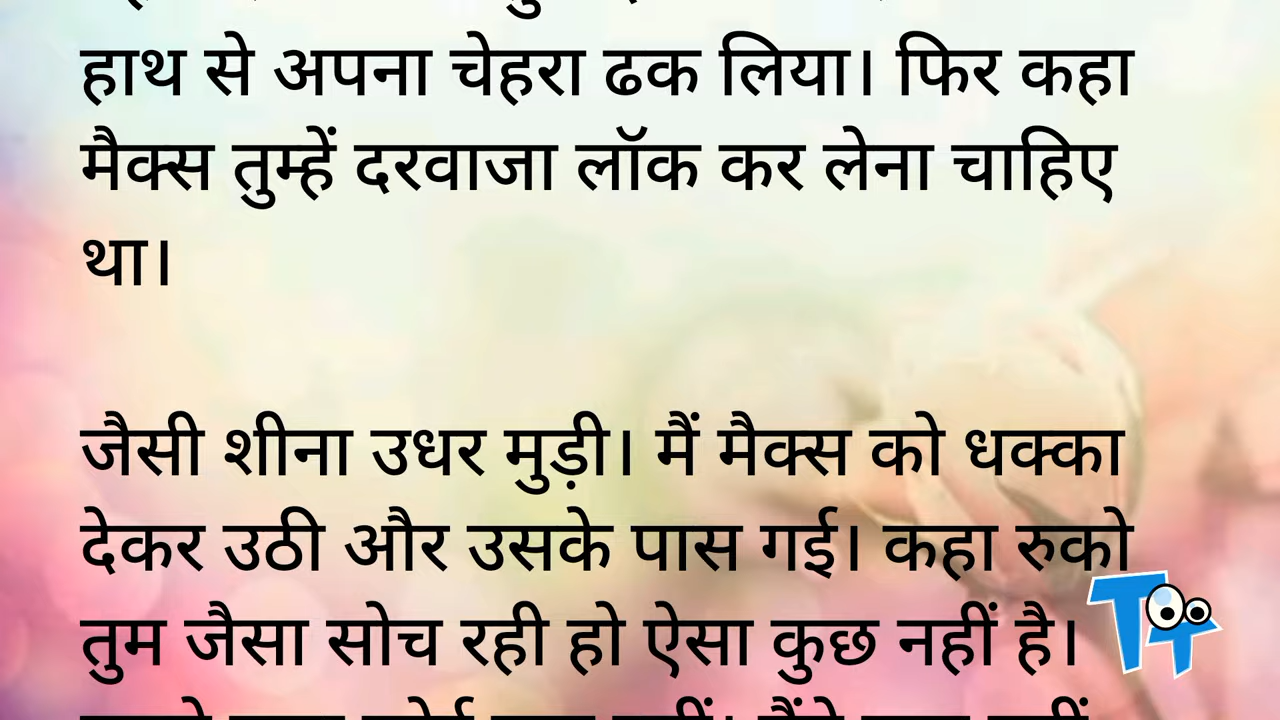 हाथ से अपना चेहरा ढक लिया। फिर कहा
मैक्स तुम्हें दरवाजा लॉक कर लेना चाहिए
था।
जैसी शीना उधर मुड़ी। मैं मैक्स को धक्का
देकर उठी और उसके पास गई। कहा रुको
तुम जैसा सोच रही हो ऐसा कुछ नहीं है।